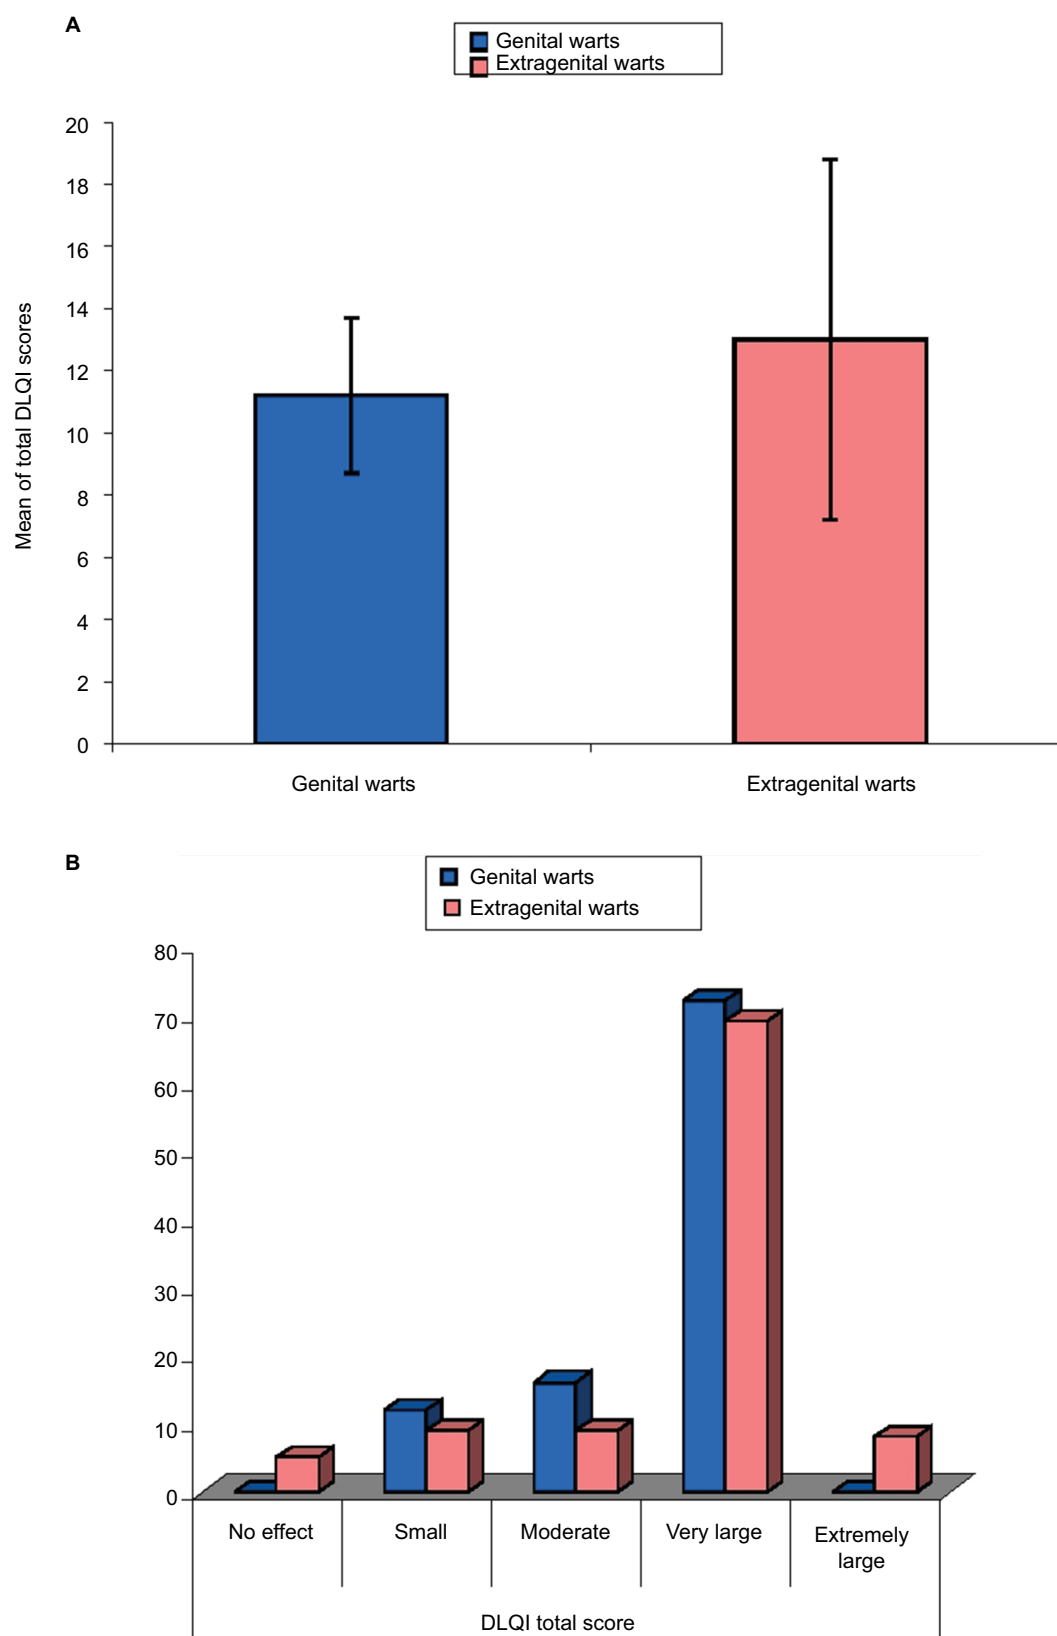 A
Genital warts
Extragenital warts
20
18
16
14
12
10
8
6
4
2
0
Mean of total DLQI scores
Genital warts
Extragenital warts
B
Genital warts
Extragenital warts
80
70
60
50
40
30
20
10
0
No effect
Small
Moderate
Very large
Extremely
large
DLQI total score